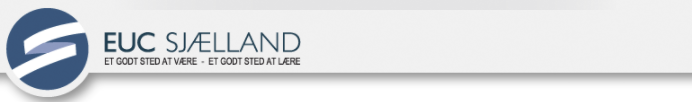 EUC SJÆLLAND
ET GODT STED AT VÆRE - ET GODT STED AT LÆRE